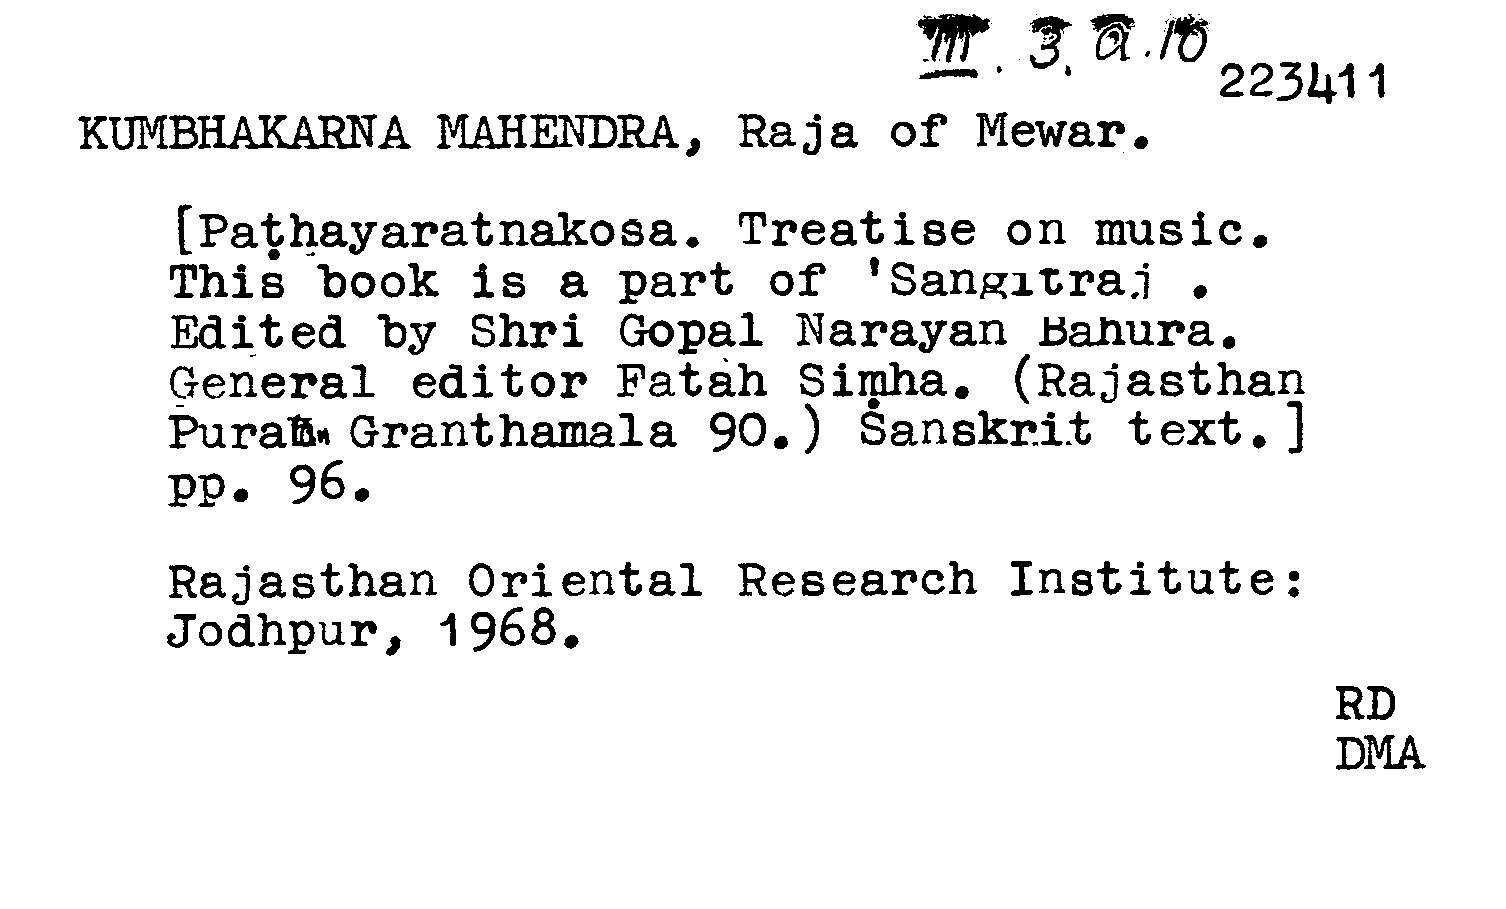 III. 3. a. 10
223411
KUMBHAKARNA MAHENDRA, Raja of Mewar.
[Paṭhayaratnakosa. Treatise on music.
This book is a part of 'Sangitraj .
Edited by Shri Gopal Narayan Bahura.
General editor Fatah Siṃha. (Rajasthan
Granthamala 90.) Sanskrit text.]
pp. 96.
Rajasthan Oriental Research Institute:
Jodhpur, 1968.
RD
DMA